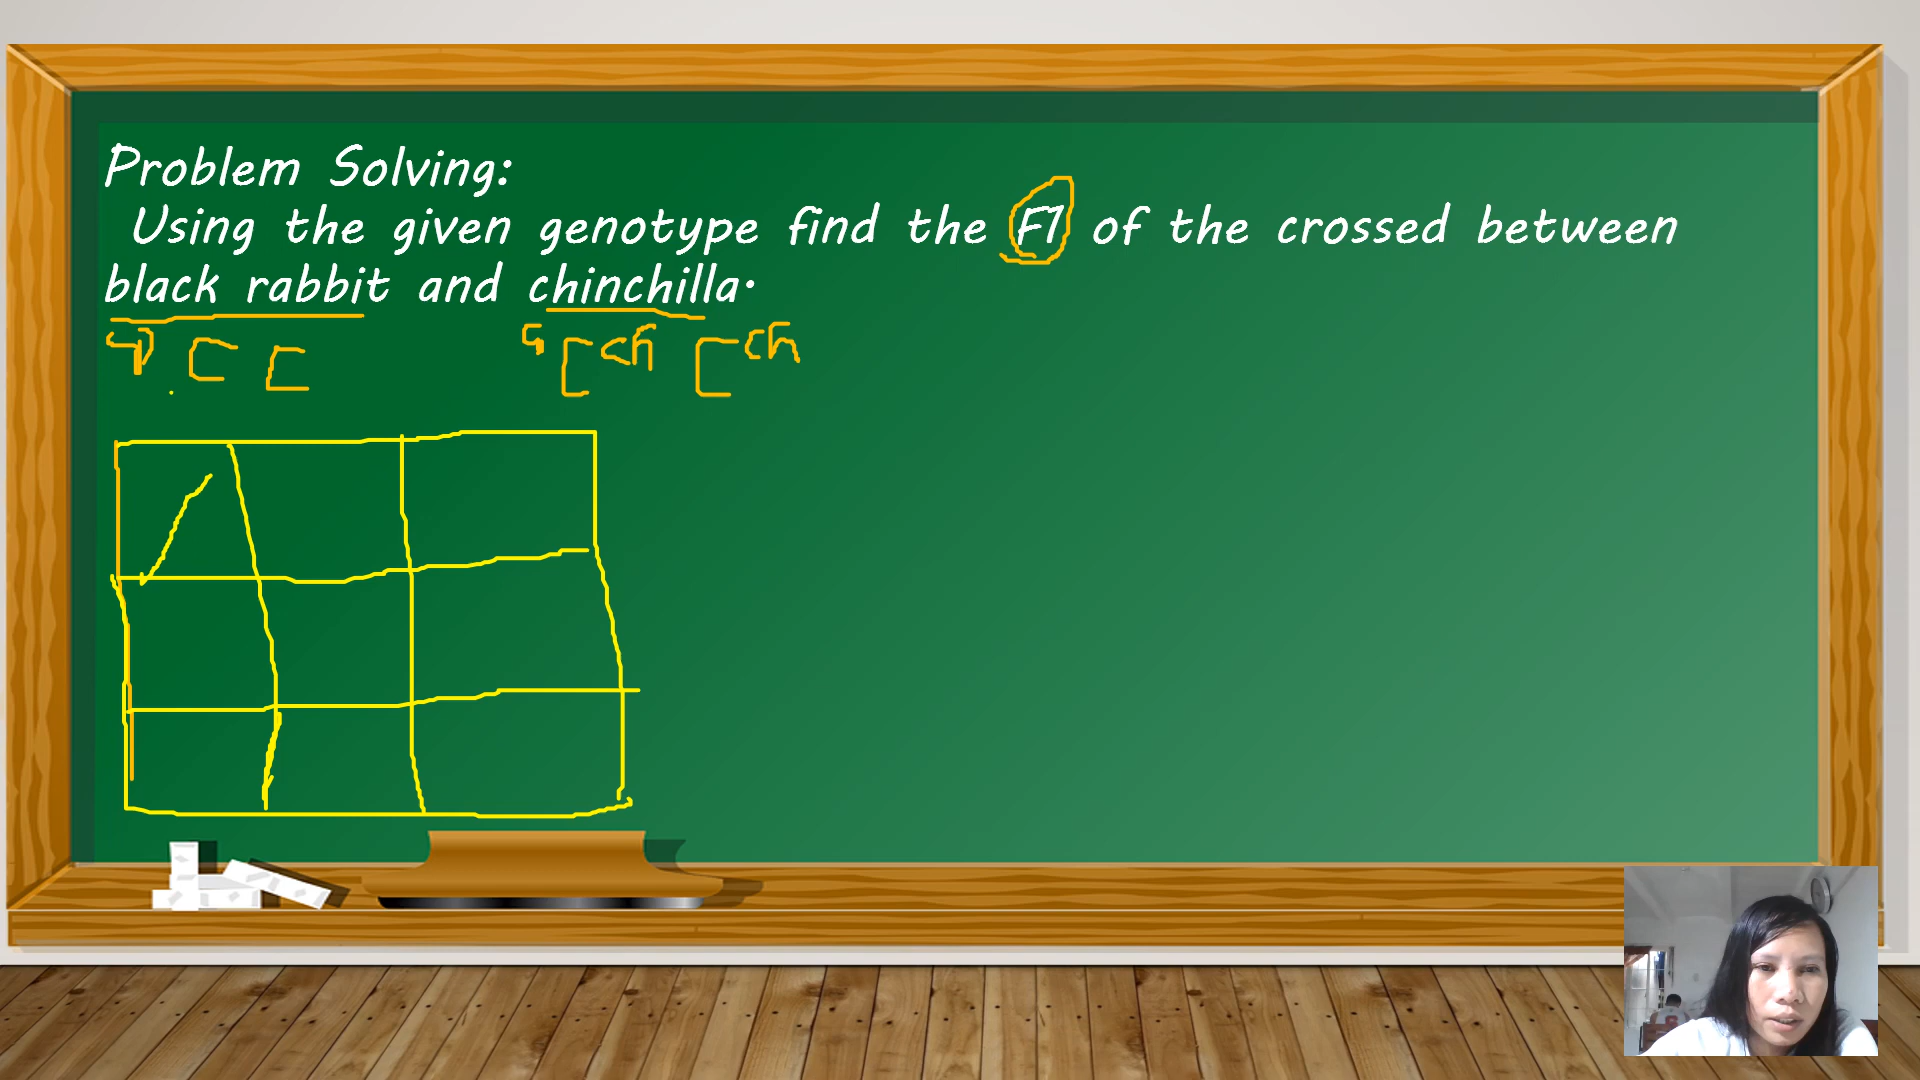 Problem Solving:
Using the given genotype find the F1 of the crossed between
black rabbit and chinchilla.
C C
C^ch C^ch